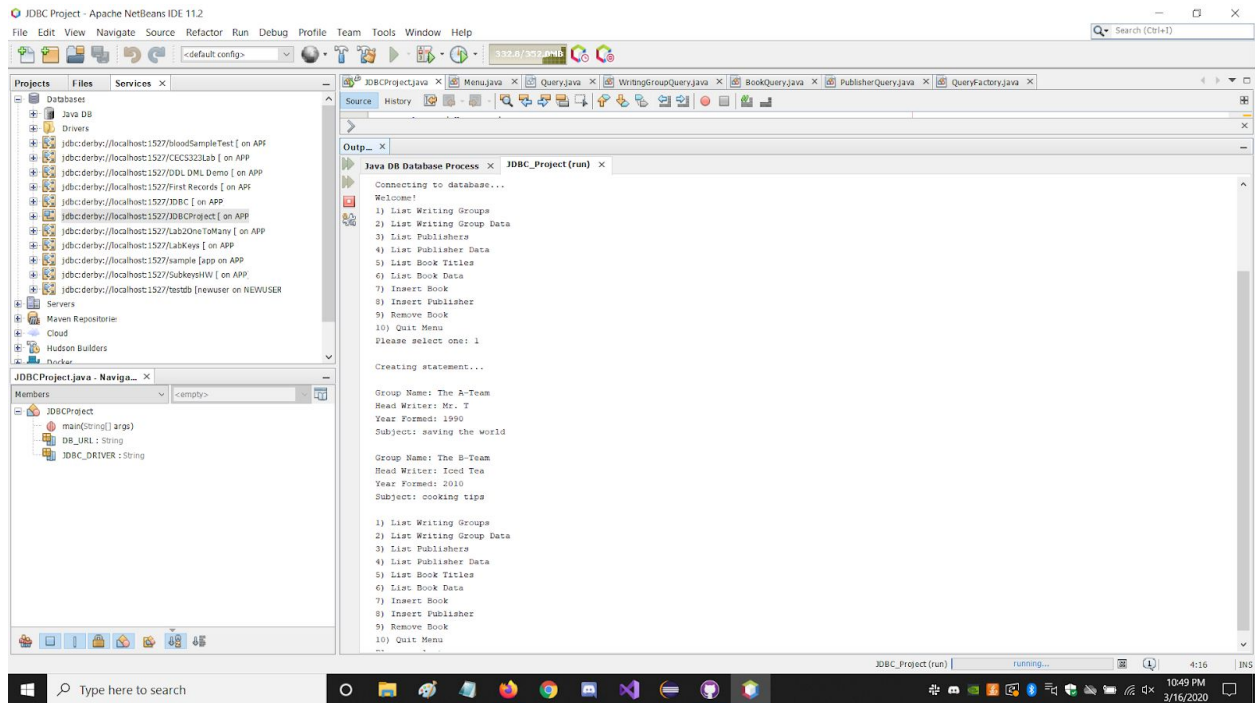 JDBC Project - Apache NetBeans IDE 11.2
File Edit View Navigate Source Refactor Run Debug Profile Team Tools Window Help
Search (Ctrl+I)
<default config>
332.6/352.0MB
Projects Files Services
JDBCProject.java Menu.java Query.java WritingGroupQuery.java BookQuery.java PublisherQuery.java QueryFactory.java
Source History
Databases
Java DB
Drivers
jdbc:derby://localhost:1527/bloodSampleTest [ on APP
jdbc:derby://localhost:1527/CECS323Lab [ on APP
jdbc:derby://localhost:1527/DDL DML Demo [ on APP
jdbc:derby://localhost:1527/First Records [ on APP
jdbc:derby://localhost:1527/JDBC [ on APP
jdbc:derby://localhost:1527/JDBCProject [ on APP
jdbc:derby://localhost:1527/Lab2OneToMany [ on APP
jdbc:derby://localhost:1527/LabKeys [ on APP
jdbc:derby://localhost:1527/sample [app on APP
jdbc:derby://localhost:1527/SubkeysHW [ on APP
jdbc:derby://localhost:1527/testdb [newuser on NEWUSER
Servers
Maven Repositories
Cloud
Hudson Builders
Docker
JDBCProject.java - Naviga...
Members <empty>
JDBCProject
main(String[] args)
DB_URL : String
JDBC_DRIVER : String
Outp...
Java DB Database Process JDBC_Project (run)
Connecting to database...
Welcome!
1) List Writing Groups
2) List Writing Group Data
3) List Publishers
4) List Publisher Data
5) List Book Titles
6) List Book Data
7) Insert Book
8) Insert Publisher
9) Remove Book
10) Quit Menu
Please select one: 1
Creating statement...
Group Name: The A-Team
Head Writer: Mr. T
Year Formed: 1990
Subject: saving the world
Group Name: The B-Team
Head Writer: Iced Tea
Year Formed: 2010
Subject: cooking tips
1) List Writing Groups
2) List Writing Group Data
3) List Publishers
4) List Publisher Data
5) List Book Titles
6) List Book Data
7) Insert Book
8) Insert Publisher
9) Remove Book
10) Quit Menu
JDBC_Project (run) running... 1 4:16 INS
Type here to search
10:49 PM
3/16/2020